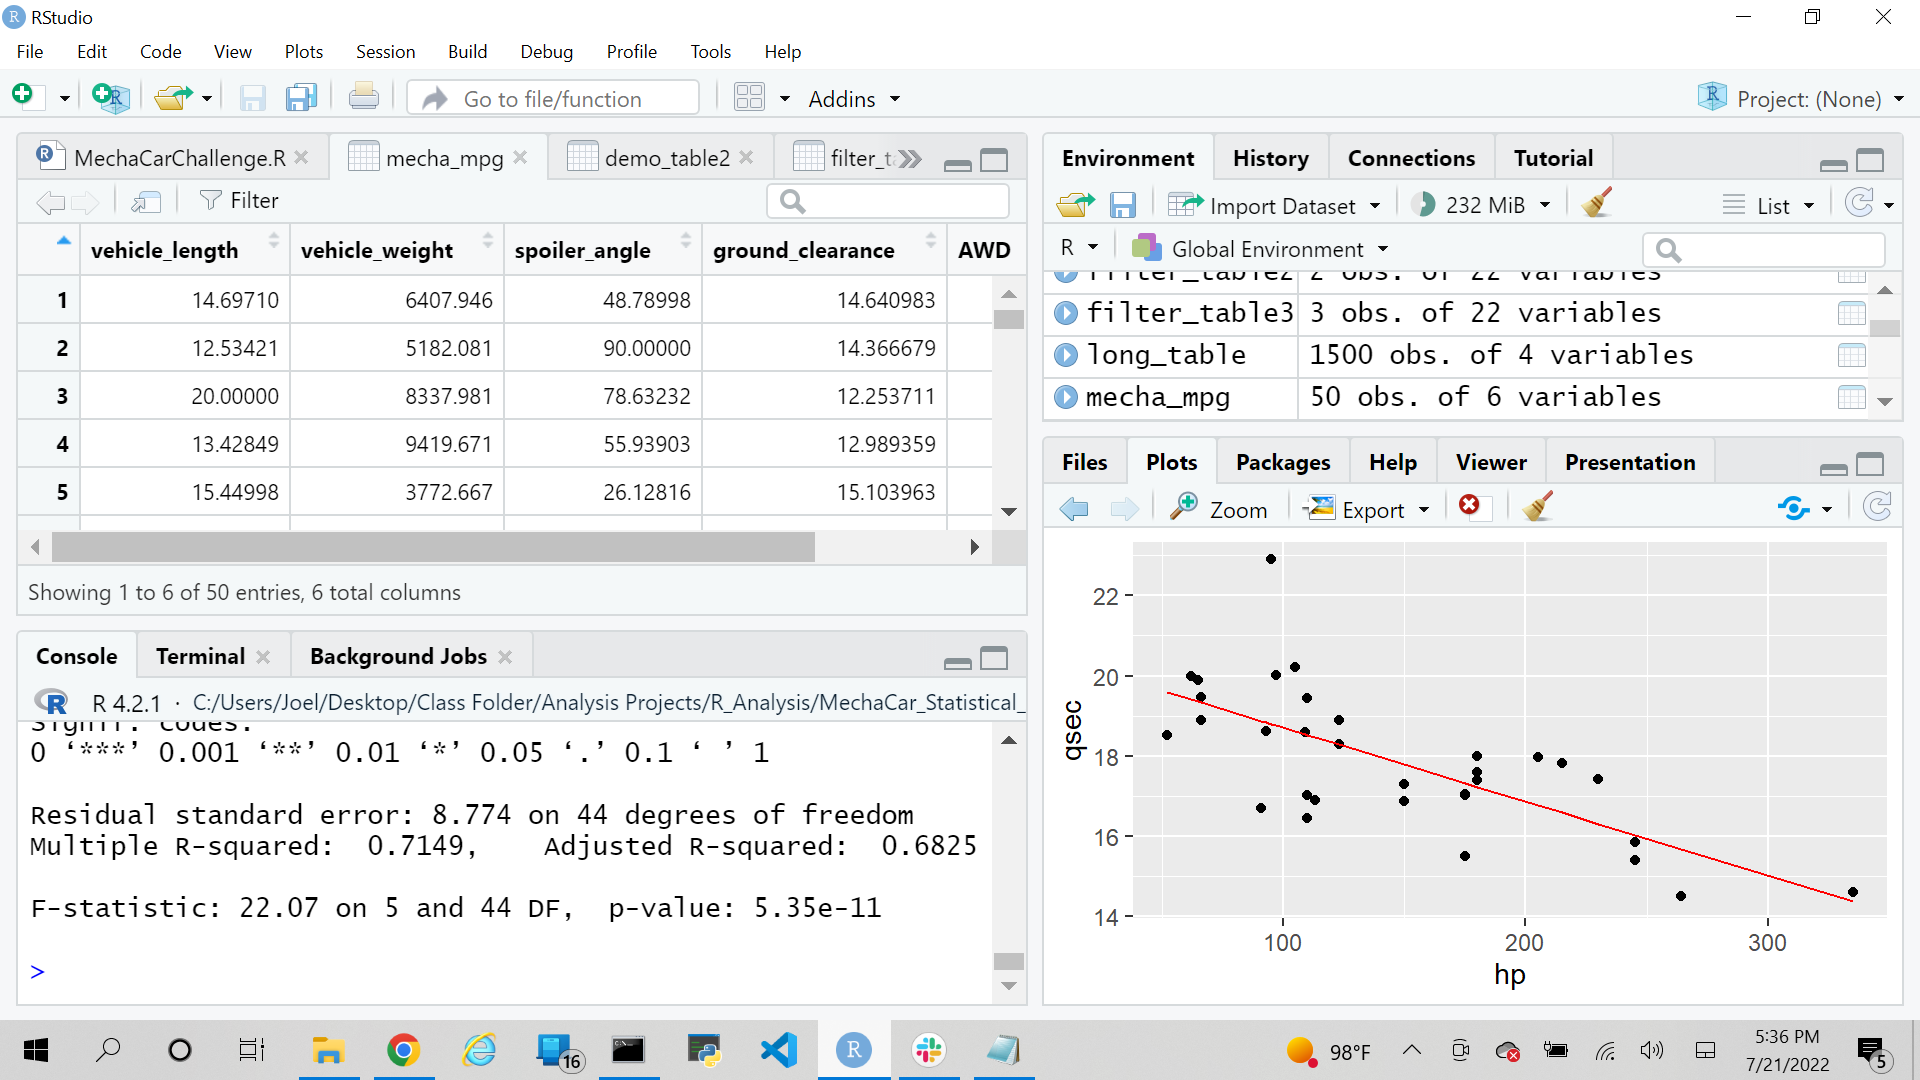 RStudio
File Edit Code View Plots Session Build Debug Profile Tools Help
Go to file/function Addins Project: (None)
MechaCarChallenge.R mecha_mpg demo_table2 filter_t
Filter
vehicle_length vehicle_weight spoiler_angle ground_clearance AWD
1 14.69710 6407.946 48.78998 14.640983
2 12.53421 5182.081 90.00000 14.366679
3 20.00000 8337.981 78.63232 12.253711
4 13.42849 9419.671 55.93903 12.989359
5 15.44998 3772.667 26.12816 15.103963
Showing 1 to 6 of 50 entries, 6 total columns
Console Terminal Background Jobs
R 4.2.1 · C:/Users/Joel/Desktop/Class Folder/Analysis Projects/R_Analysis/MechaCar_Statistical_
Signif. codes:
0 ‘***’ 0.001 ‘**’ 0.01 ‘*’ 0.05 ‘.’ 0.1 ‘ ’ 1
Residual standard error: 8.774 on 44 degrees of freedom
Multiple R-squared:  0.7149,    Adjusted R-squared:  0.6825
F-statistic: 22.07 on 5 and 44 DF,  p-value: 5.35e-11
>
Environment History Connections Tutorial
Import Dataset 232 MiB List
R Global Environment
filter_table2 2 obs. of 22 variables
filter_table3 3 obs. of 22 variables
long_table 1500 obs. of 4 variables
mecha_mpg 50 obs. of 6 variables
Files Plots Packages Help Viewer Presentation
Zoom Export
22
20
18
16
14
qsec
100 200 300
hp
16
98°F
5:36 PM
7/21/2022
5